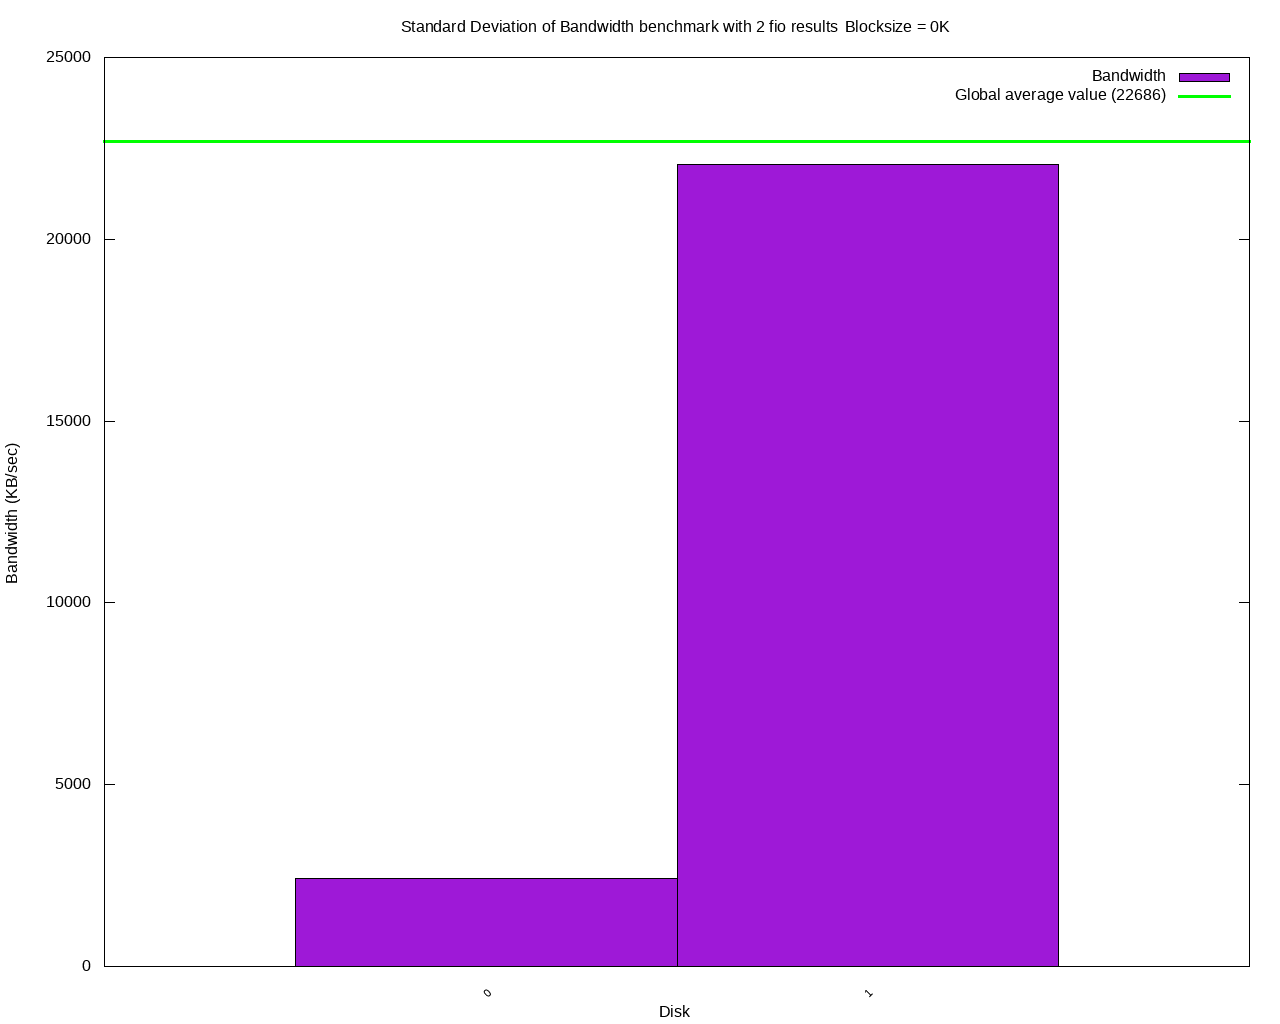 Standard Deviation of Bandwidth benchmark with 2 fio results Blocksize = 0K
25000
Bandwidth
Global average value (22686)
20000
15000
Bandwidth (KB/sec)
10000
5000
0
0
1
Disk